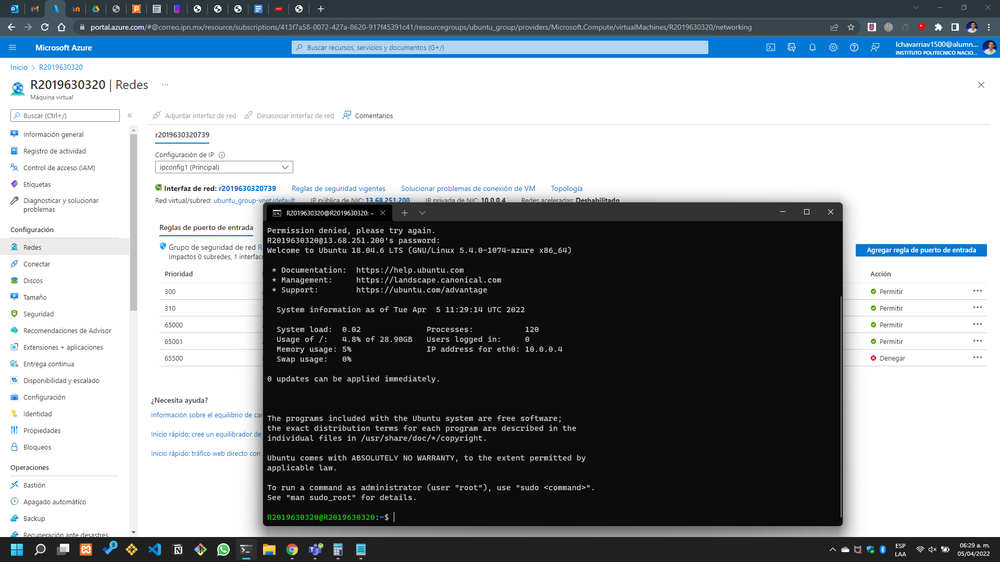 portal.azure.com/#@correo.ipn.mx/resource/subscriptions/413f7a58-0072-427a-8620-917f45391c41/resourcegroups/ubuntu_group/providers/Microsoft.Compute/virtualMachines/R2019630320/networking
Microsoft Azure
Buscar recursos, servicios y documentos (G+/)
lchavarriav1500@alumn...
INSTITUTO POLITECNICO NACIO...
Inicio > R2019630320
R2019630320 | Redes ...
Máquina virtual
Buscar (Ctrl+/)
«
Información general
Registro de actividad
Control de acceso (IAM)
Etiquetas
Diagnosticar y solucionar
problemas
Configuración
Redes
Conectar
Discos
Tamaño
Seguridad
Recomendaciones de Advisor
Extensiones + aplicaciones
Entrega continua
Disponibilidad y escalado
Configuración
Identidad
Propiedades
Bloqueos
Operaciones
Bastión
Apagado automático
Backup
Recuperación ante desastres
Adjuntar interfaz de red
Desasociar interfaz de red
Comentarios
r2019630320739
Configuración de IP
ipconfig1 (Principal)
Interfaz de red: r2019630320739 Reglas de seguridad vigentes Solucionar problemas de conexión de VM Topología
Red virtual/subred: ubuntu_group-vnet/default IP pública de NIC: 13.68.251.200 IP privada de NIC: 10.0.0.4 Redes aceleradas: Deshabilitado
Reglas de puerto de entrada
Grupo de seguridad de red
Impactos 0 subredes, 1 interface
Agregar regla de puerto de entrada
Prioridad Acción
300 Permitir
310 Permitir
65000 Permitir
65001 Permitir
65500 Denegar
¿Necesita ayuda?
Información sobre el equilibrio de
Inicio rápido: cree un equilibrador de
Inicio rápido: tráfico web directo con
R2019630320@R2019630320: ~
Permission denied, please try again.
R2019630320@13.68.251.200's password:
Welcome to Ubuntu 18.04.6 LTS (GNU/Linux 5.4.0-1074-azure x86_64)
* Documentation: https://help.ubuntu.com
* Management: https://landscape.canonical.com
* Support: https://ubuntu.com/advantage
System information as of Tue Apr 5 11:29:14 UTC 2022
System load: 0.02 Processes: 120
Usage of /: 4.8% of 28.90GB Users logged in: 0
Memory usage: 5% IP address for eth0: 10.0.0.4
Swap usage: 0%
0 updates can be applied immediately.
The programs included with the Ubuntu system are free software;
the exact distribution terms for each program are described in the
individual files in /usr/share/doc/*/copyright.
Ubuntu comes with ABSOLUTELY NO WARRANTY, to the extent permitted by
applicable law.
To run a command as administrator (user "root"), use "sudo <command>".
See "man sudo_root" for details.
R2019630320@R2019630320:~$
8
ESP
LAA
06:29 a. m.
05/04/2022